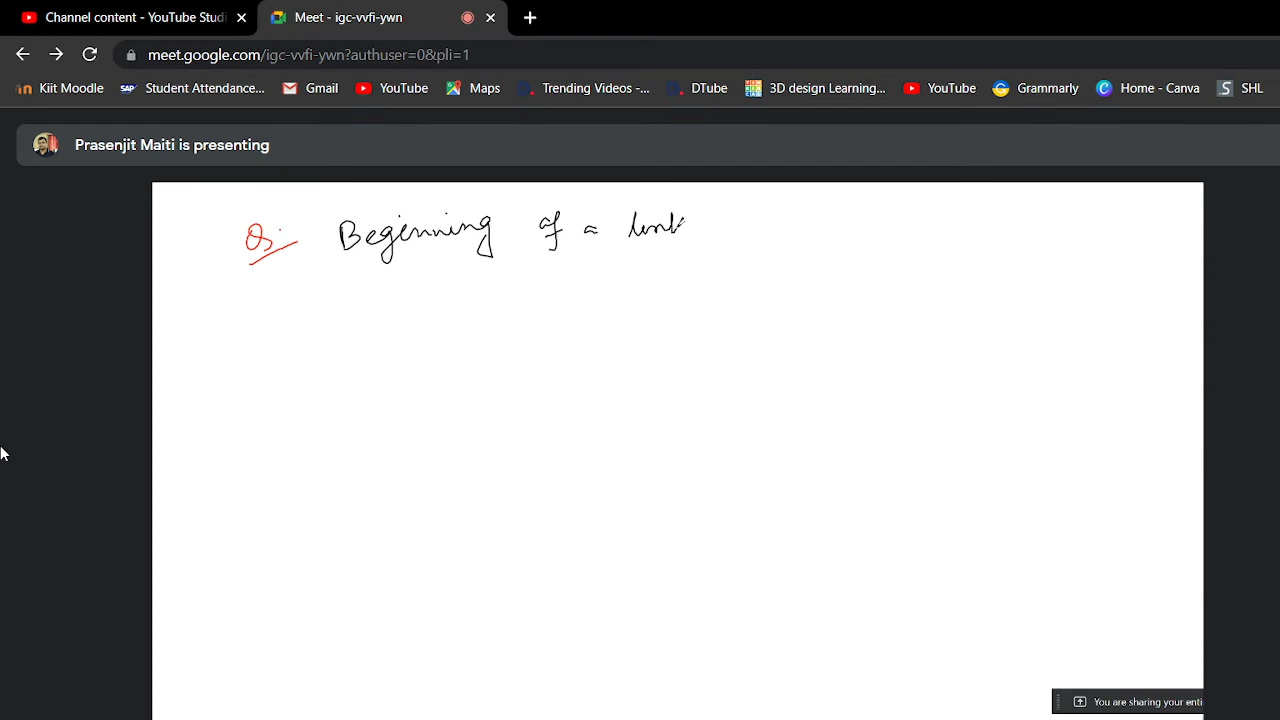 Channel content - YouTube Studi
Meet - igc-vvfi-ywn
meet.google.com/igc-vvfi-ywn?authuser=0&pli=1
Kiit Moodle SAP Student Attendance... Gmail YouTube Maps Trending Videos -... DTube 3D design Learning... YouTube Grammarly Home - Canva SHL
Prasenjit Maiti is presenting
Q. Beginning of a link
You are sharing your enti